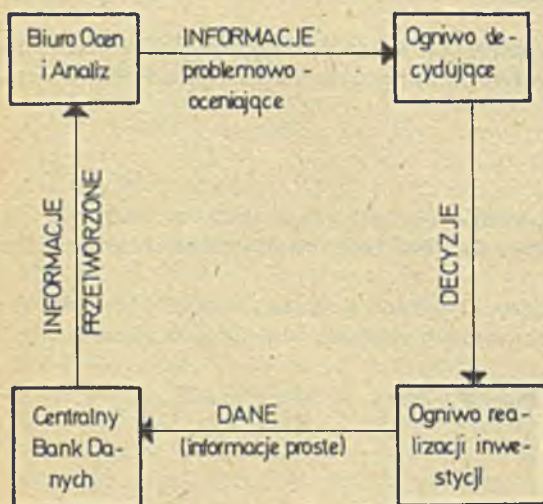 Biuro Ocen
i Analiz
INFORMACJE
problemowo -
oceniające
Ogniwo de-
cydujące
INFORMACJE
PRZETWORZONE
DECYZJE
Centralny
Bank Da-
nych
DANE
(informacje proste)
Ogniwo rea-
lizacji inwe-
stycji